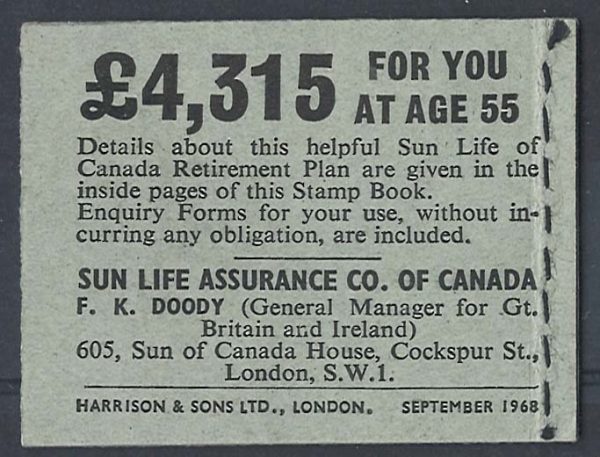 £4,315 FOR YOU
AT AGE 55
Details about this helpful Sun Life of
Canada Retirement Plan are given in the
inside pages of this Stamp Book.
Enquiry Forms for your use, without in-
curring any obligation, are included.
SUN LIFE ASSURANCE CO. OF CANADA
F. K. DOODY (General Manager for Gt.
Britain and Ireland)
605, Sun of Canada House, Cockspur St.,
London, S.W.1.
HARRISON & SONS LTD., LONDON. SEPTEMBER 1968